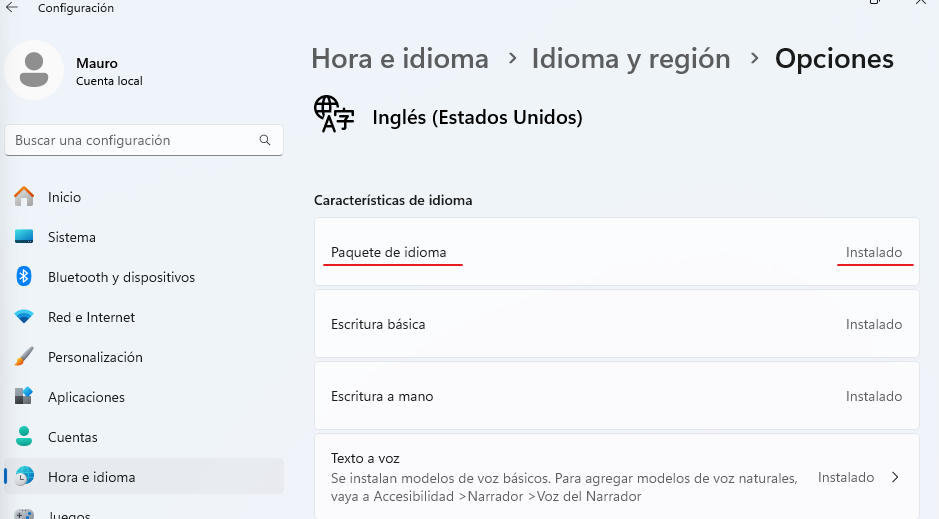 Configuración
Mauro
Cuenta local
Buscar una configuración
Inicio
Sistema
Bluetooth y dispositivos
Red e Internet
Personalización
Aplicaciones
Cuentas
Hora e idioma
Juegos
Hora e idioma > Idioma y región > Opciones
Inglés (Estados Unidos)
Características de idioma
Paquete de idioma Instalado
Escritura básica Instalado
Escritura a mano Instalado
Texto a voz
Se instalan modelos de voz básicos. Para agregar modelos de voz naturales, Instalado
vaya a Accesibilidad >Narrador >Voz del Narrador